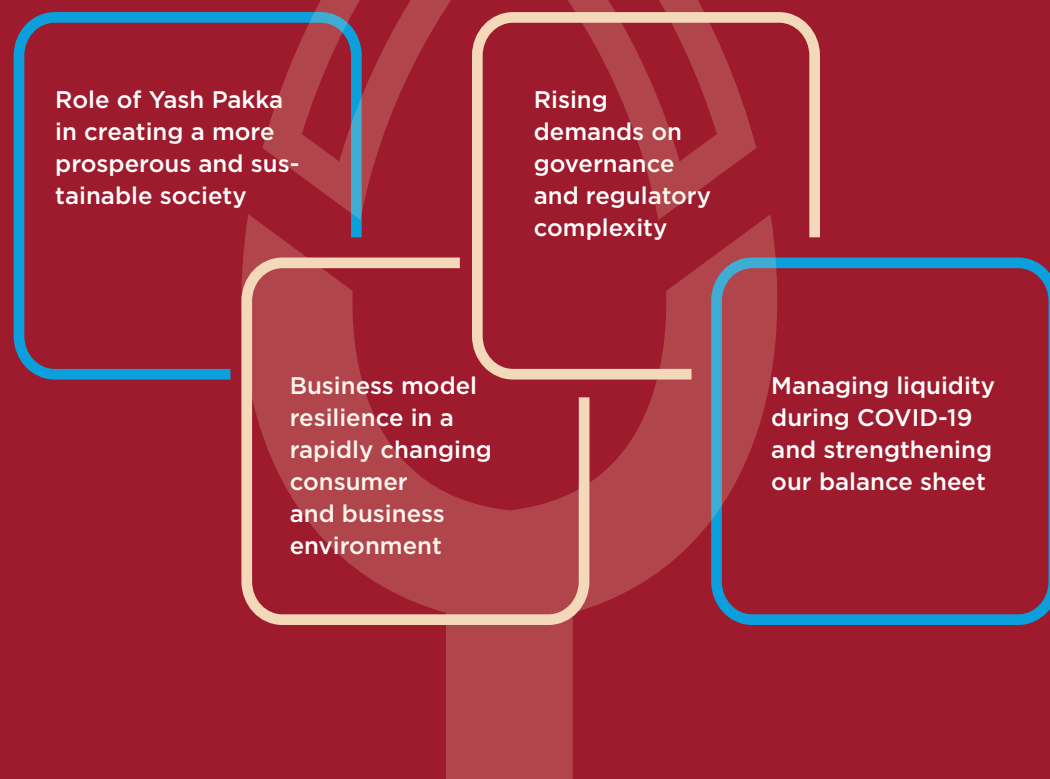 Role of Yash Pakka
in creating a more
prosperous and sus-
tainable society
Rising
demands on
governance
and regulatory
complexity
Business model
resilience in a
rapidly changing
consumer
and business
environment
Managing liquidity
during COVID-19
and strengthening
our balance sheet